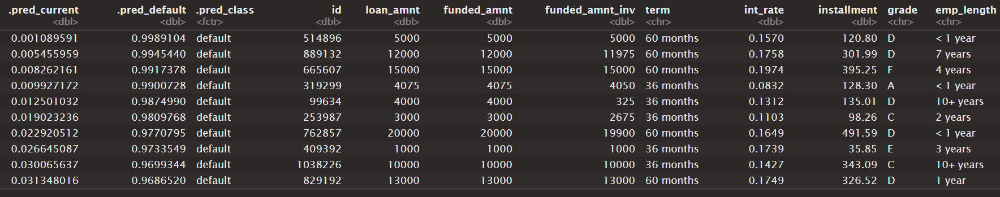 .pred_current .pred_default .pred_class id loan_amnt funded_amnt funded_amnt_inv term int_rate installment grade emp_length
<dbl> <dbl> <fctr> <dbl> <dbl> <dbl> <dbl> <chr> <dbl> <dbl> <chr> <chr>
0.001089591 0.9989104 default 514896 5000 5000 5000 60 months 0.1570 120.80 D < 1 year
0.005455959 0.9945440 default 889132 12000 12000 11975 60 months 0.1758 301.99 D 7 years
0.008262161 0.9917378 default 665607 15000 15000 15000 60 months 0.1974 395.25 F 4 years
0.009927172 0.9900728 default 319299 4075 4075 4050 36 months 0.0832 128.30 A < 1 year
0.012501032 0.9874990 default 99634 4000 4000 325 36 months 0.1312 135.01 D 10+ years
0.019023236 0.9809768 default 253987 3000 3000 2675 36 months 0.1103 98.26 C 2 years
0.022920512 0.9770795 default 762857 20000 20000 19900 60 months 0.1649 491.59 D < 1 year
0.026645087 0.9733549 default 409392 1000 1000 1000 36 months 0.1739 35.85 E 3 years
0.030065637 0.9699344 default 1038226 10000 10000 10000 36 months 0.1427 343.09 C 10+ years
0.031348016 0.9686520 default 829192 13000 13000 13000 60 months 0.1749 326.52 D 1 year